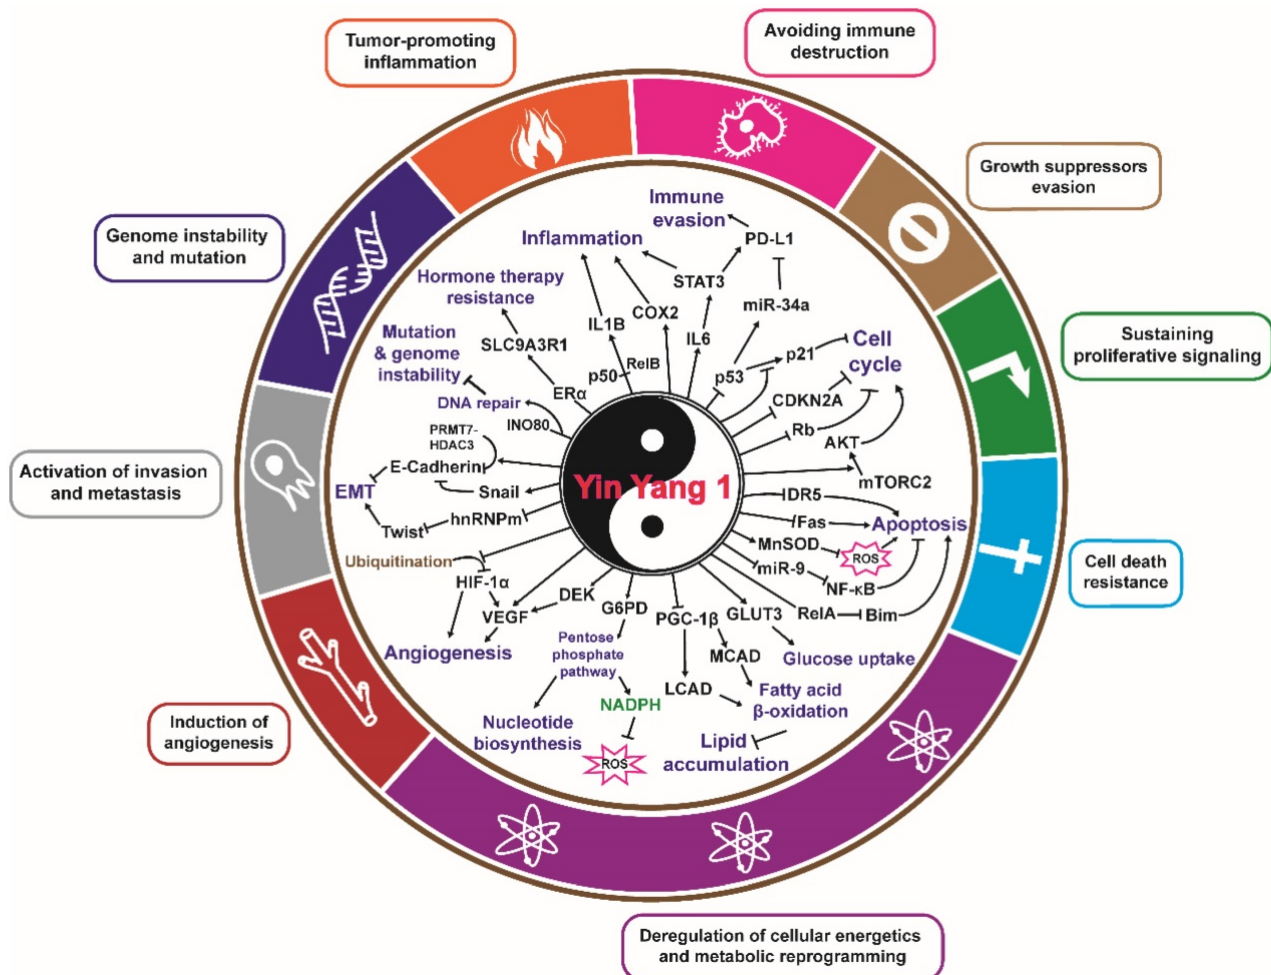 Tumor-promoting
inflammation
Avoiding immune
destruction
Growth suppressors
evasion
Genome instability
and mutation
Sustaining
proliferative signaling
Activation of invasion
and metastasis
Cell death
resistance
Induction of
angiogenesis
Deregulation of cellular energetics
and metabolic reprogramming
Immune
evasion
PD-L1
Inflammation
STAT3
miR-34a
Hormone therapy
resistance
COX2
IL1B
IL6
SLC9A3R1
Mutation
& genome
instability
RelB
p50
p53
p21
Cell
cycle
ERα
DNA repair
INO80
CDKN2A
Rb
AKT
PRMT7-
HDAC3
E-Cadherin
mTORC2
EMT
Snail
Yin Yang 1
IDR5
hnRNPm
Twist
Fas
Apoptosis
MnSOD
ROS
Ubiquitination
miR-9
NF-κB
HIF-1α
DEK
G6PD
VEGF
PGC-1β
GLUT3
RelA
Bim
Angiogenesis
Pentose
phosphate
pathway
MCAD
Glucose uptake
LCAD
Fatty acid
β-oxidation
NADPH
Nucleotide
biosynthesis
ROS
Lipid
accumulation